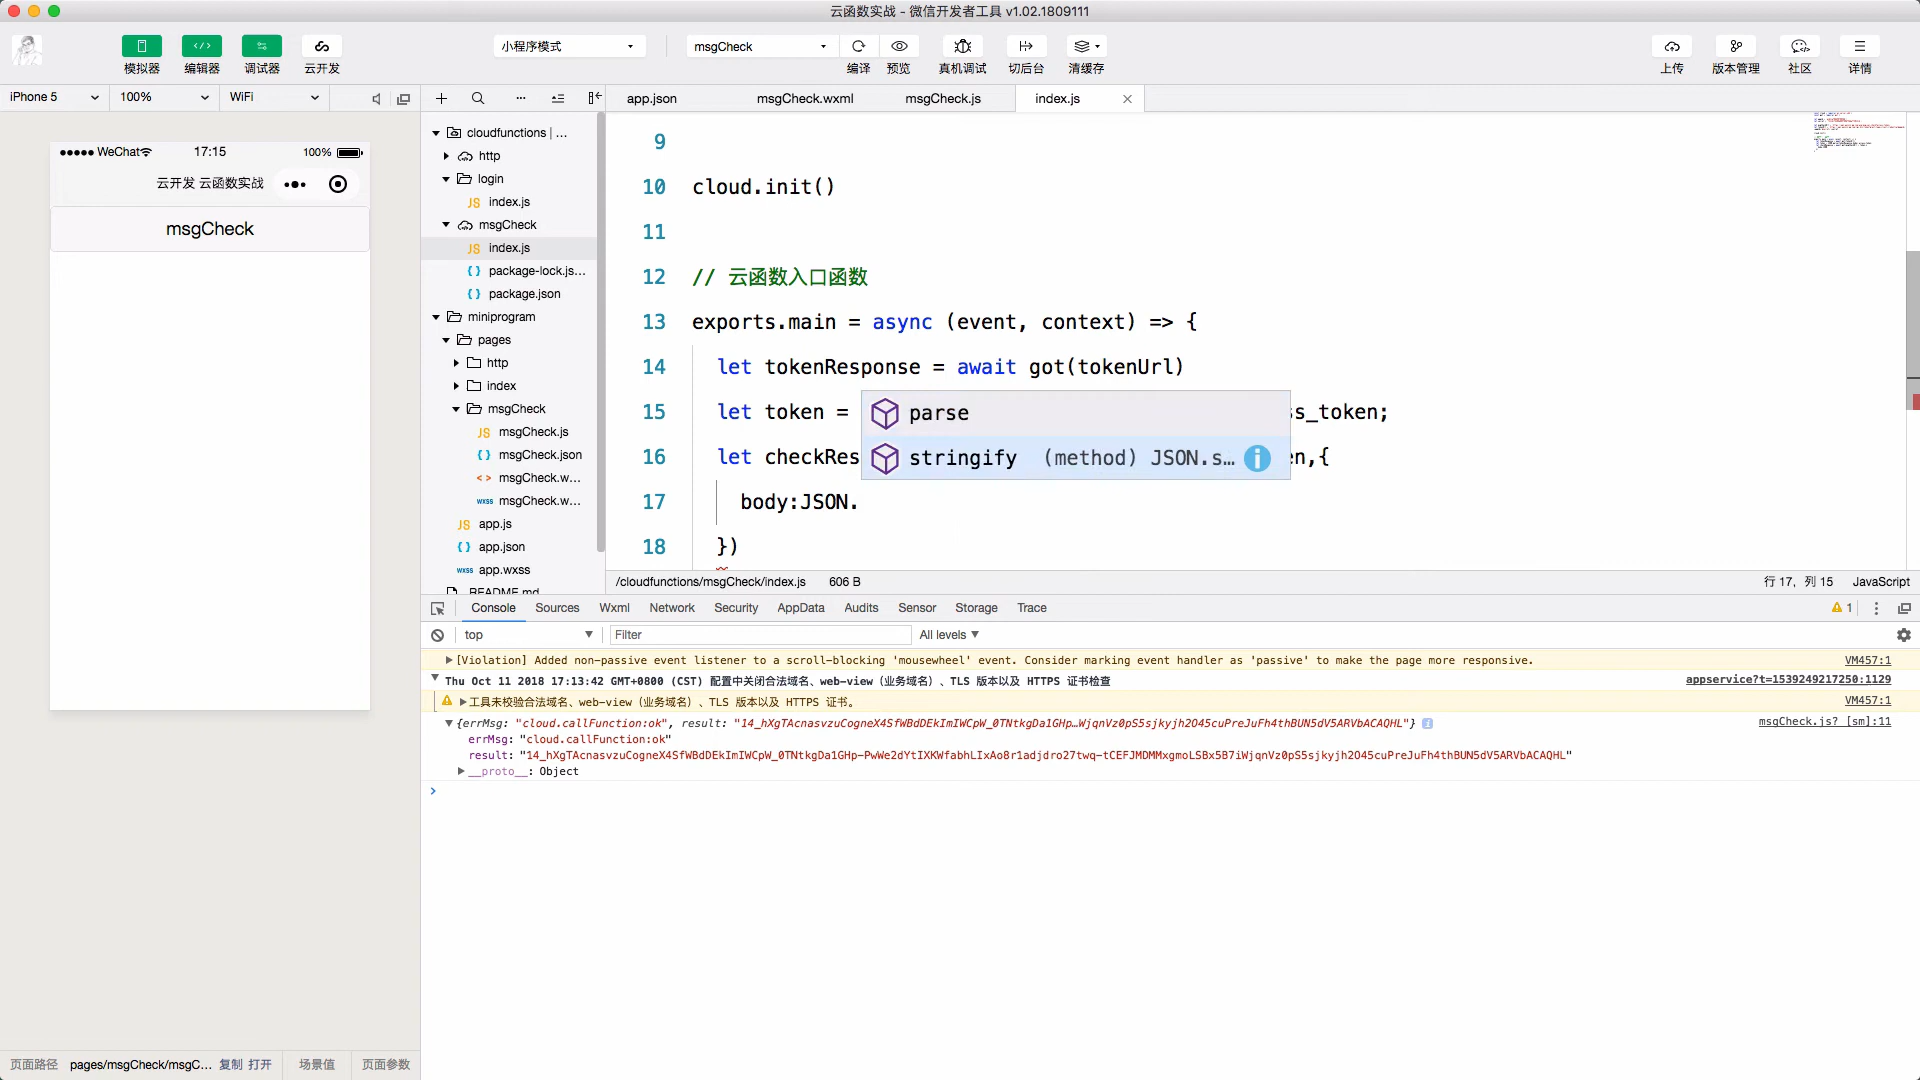 云函数实战 - 微信开发者工具 v1.02.1809111
模拟器
编辑器
调试器
云开发
小程序模式
msgCheck
编译
预览
真机调试
切后台
清缓存
上传
版本管理
社区
详情
iPhone 5
100%
WiFi
app.json
msgCheck.wxml
msgCheck.js
index.js
WeChat
17:15
100%
云开发 云函数实战
msgCheck
cloudfunctions | ...
http
login
JS index.js
msgCheck
JS index.js
{ } package-lock.js...
{ } package.json
miniprogram
pages
http
index
msgCheck
JS msgCheck.js
{ } msgCheck.json
< > msgCheck.w...
wxss msgCheck.w...
JS app.js
{ } app.json
wxss app.wxss
README.md
9
10 cloud.init()
11
12 // 云函数入口函数
13 exports.main = async (event, context) => {
14 let tokenResponse = await got(tokenUrl)
15 let token = ss_token;
16 let checkRes en,{
17 body:JSON.
18 })
parse
stringify (method) JSON.s...
/cloudfunctions/msgCheck/index.js 606 B
行 17，列 15 JavaScript
Console Sources Wxml Network Security AppData Audits Sensor Storage Trace
1
top
Filter
All levels
[Violation] Added non-passive event listener to a scroll-blocking 'mousewheel' event. Consider marking event handler as 'passive' to make the page more responsive. VM457:1
Thu Oct 11 2018 17:13:42 GMT+0800 (CST) 配置中关闭合法域名、web-view（业务域名）、TLS 版本以及 HTTPS 证书检查 appservice?t=1539249217250:1129
工具未校验合法域名、web-view（业务域名）、TLS 版本以及 HTTPS 证书。 VM457:1
{errMsg: "cloud.callFunction:ok", result: "14_hXgTAcnasvzuCogneX4SfWBdDEkImIWCpW_0TNtkgDa1GHp…WjqnVz0pS5sjkyjh2O45cuPreJuFh4thBUN5dV5ARVbACAQHL"} msgCheck.js? [sm]:11
errMsg: "cloud.callFunction:ok"
result: "14_hXgTAcnasvzuCogneX4SfWBdDEkImIWCpW_0TNtkgDa1GHp-PwWe2dYtIXKWfabhLIxAo8r1adjdro27twq-tCEFJMDMMxgmoLSBx5B7iWjqnVz0pS5sjkyjh2O45cuPreJuFh4thBUN5dV5ARVbACAQHL"
__proto__: Object
页面路径 pages/msgCheck/msgC... 复制 打开 场景值 页面参数